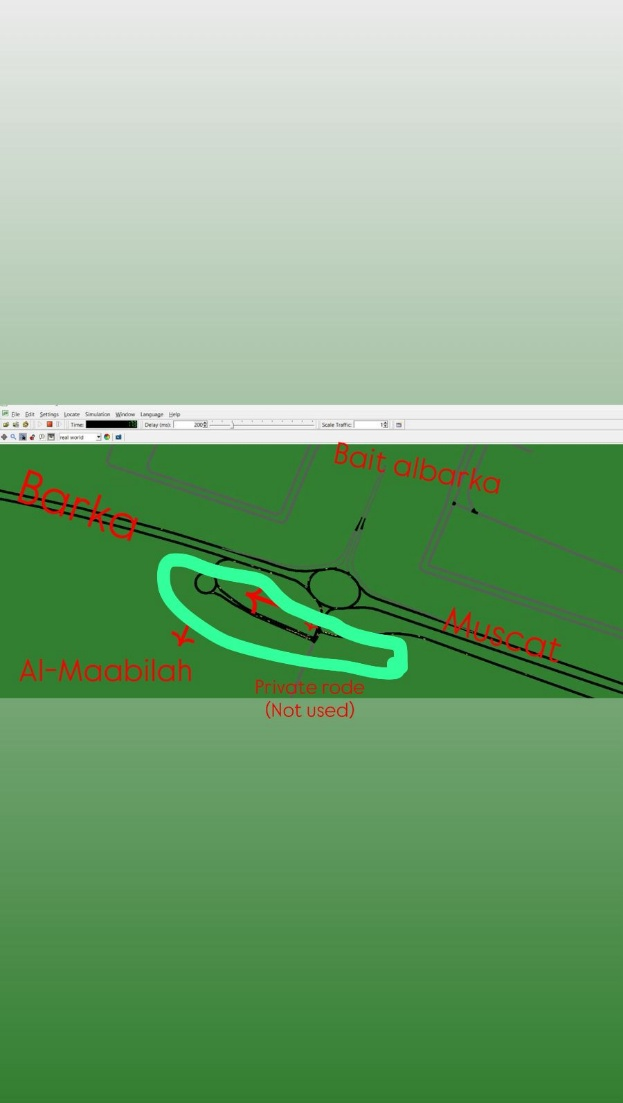 File Edit Settings Locate Simulation Window Language Help
Time: Delay (ms): 200 Scale Traffic: 1
real world
Bait albarka
Barka
Muscat
Al-Maabilah
Private rode
(Not used)